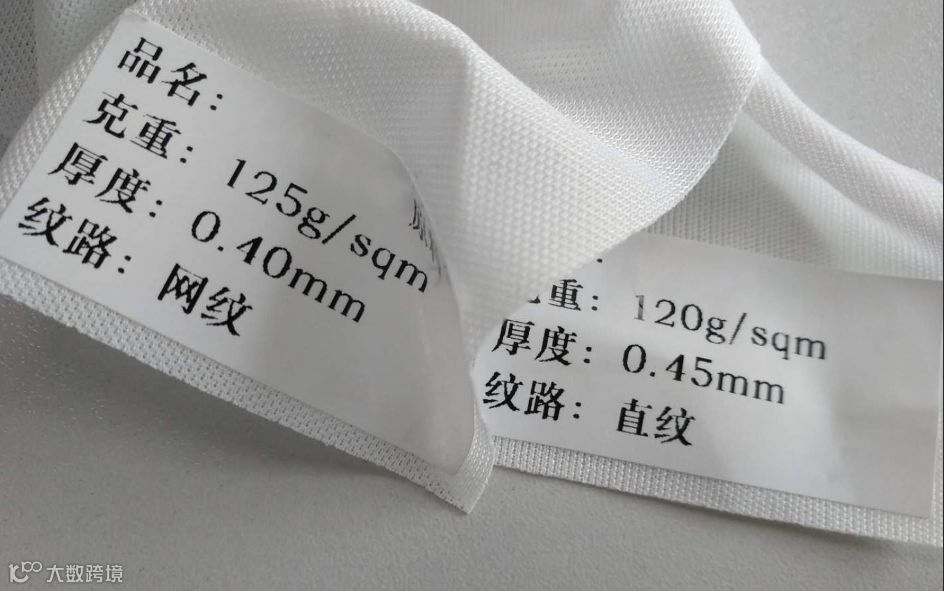 品名：
克重：125g/sqm
厚度：0.40mm
纹路：网纹
克重：120g/sqm
厚度：0.45mm
纹路：直纹
大数跨境